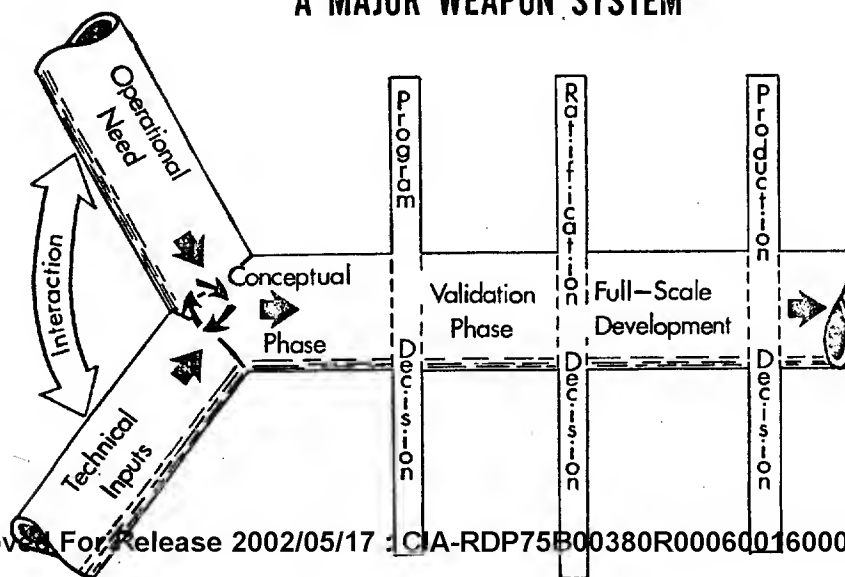 A MAJOR WEAPON SYSTEM
Operational
Need
Interaction
Technical
Inputs
Conceptual
Phase
Program
Decision
Validation
Phase
Ratification
Decision
Full-Scale
Development
Production
Decision
For Release 2002/05/17 : CIA-RDP75B00380R00060016000